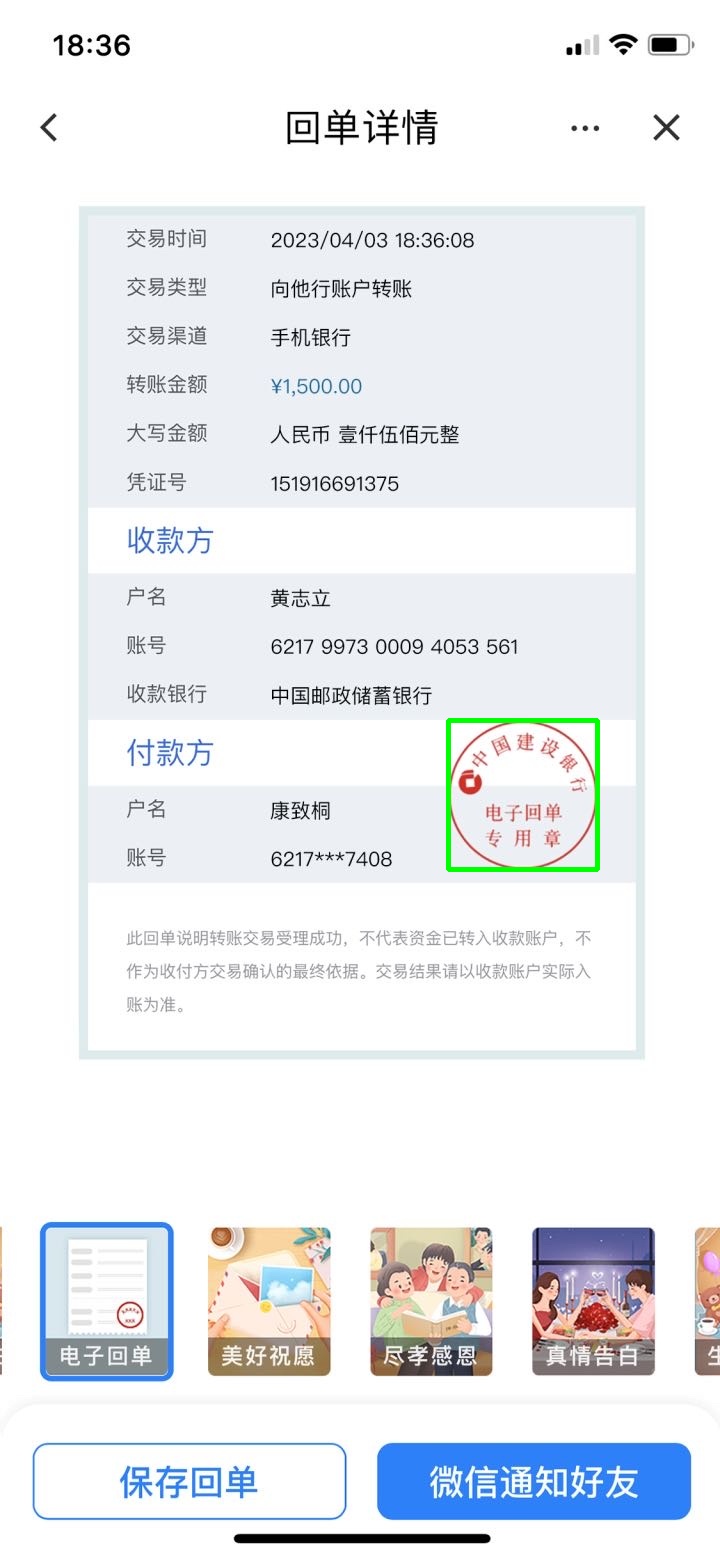 18:36
回单详情
交易时间 2023/04/03 18:36:08
交易类型 向他行账户转账
交易渠道 手机银行
转账金额 ¥1,500.00
大写金额 人民币 壹仟伍佰元整
凭证号 151916691375
收款方
户名 黄志立
账号 6217 9973 0009 4053 561
收款银行 中国邮政储蓄银行
付款方
中国建设银行
电子回单
专用章
户名 康致桐
账号 6217***7408
此回单说明转账交易受理成功，不代表资金已转入收款账户，不
作为收付方交易确认的最终依据。交易结果请以收款账户实际入
账为准。
电子回单 美好祝愿 尽孝感恩 真情告白
保存回单 微信通知好友